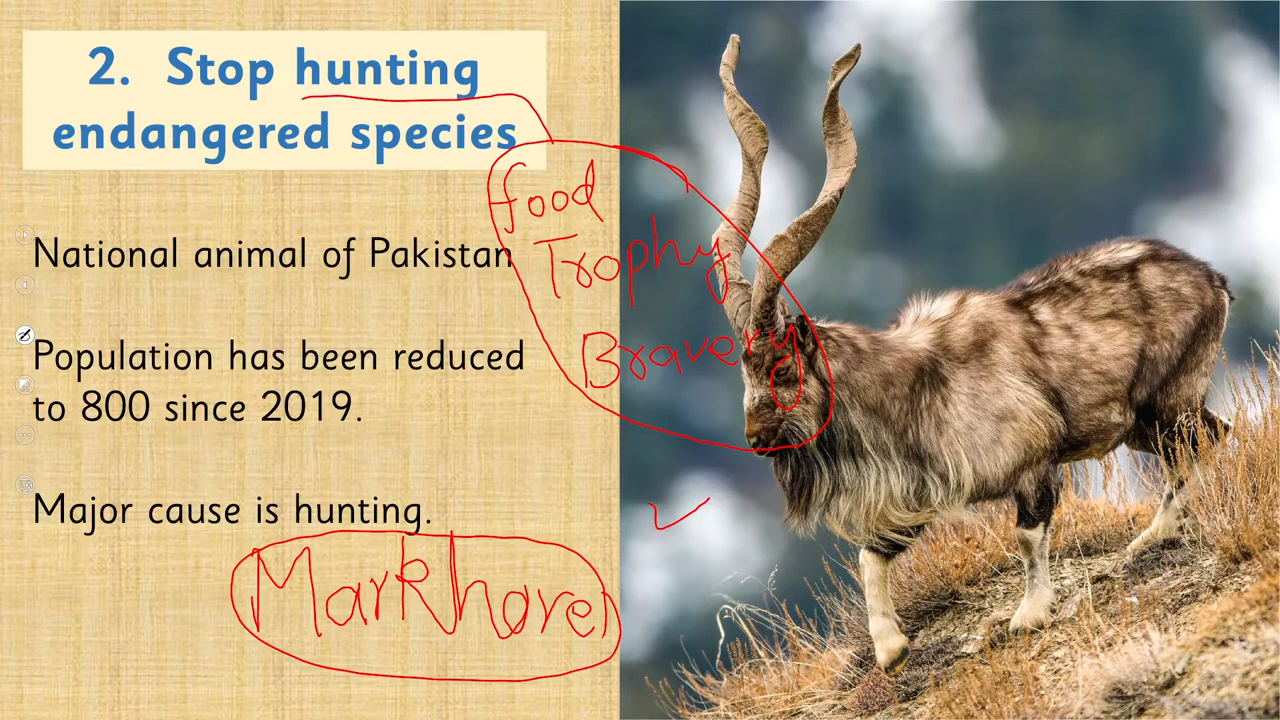 2. Stop hunting
endangered species
food
Trophy
Bravery
National animal of Pakistan
Population has been reduced
to 800 since 2019.
Major cause is hunting.